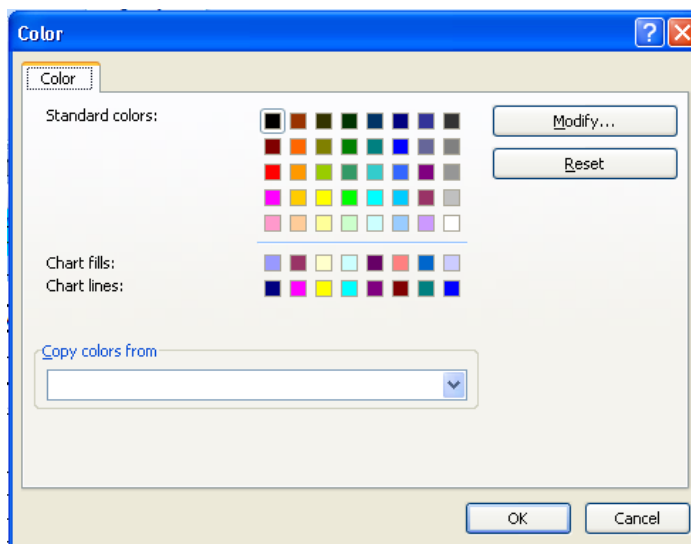 Color
Color
Standard colors:
Modify...
Reset
Chart fills:
Chart lines:
Copy colors from
OK
Cancel